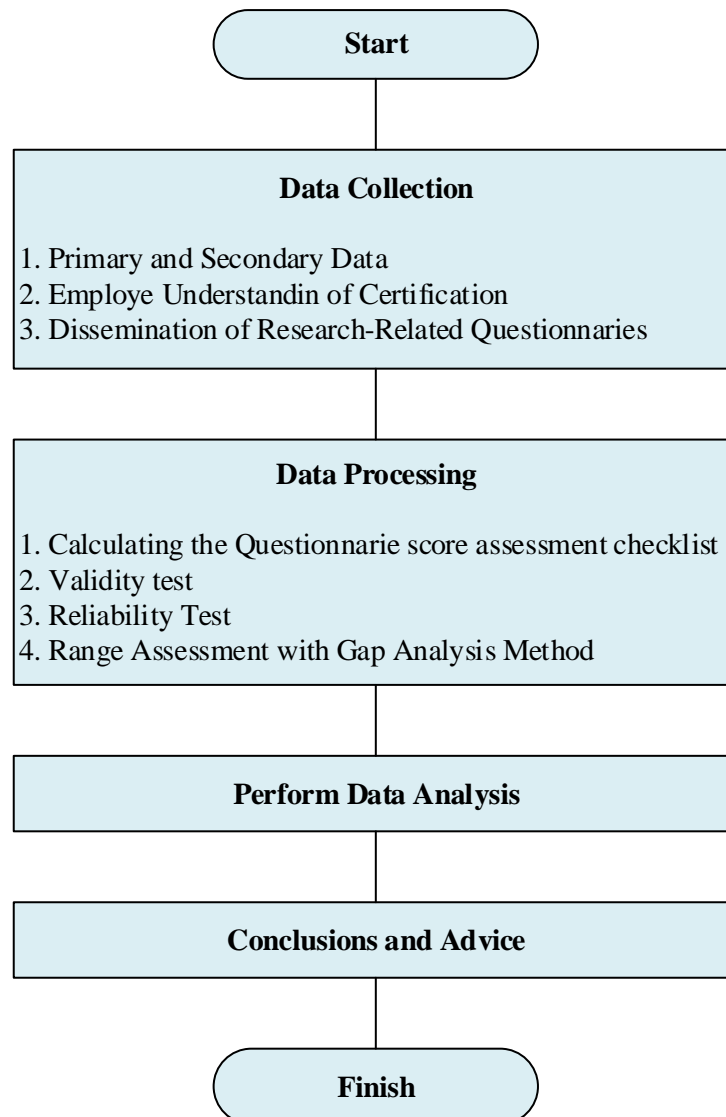 Start
Data Collection
1. Primary and Secondary Data
2. Employe Understandin of Certification
3. Dissemination of Research-Related Questionnaries
Data Processing
1. Calculating the Questionnarie score assessment checklist
2. Validity test
3. Reliability Test
4. Range Assessment with Gap Analysis Method
Perform Data Analysis
Conclusions and Advice
Finish